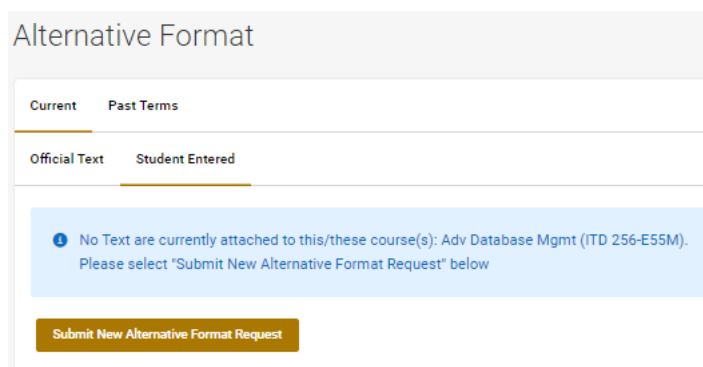 Alternative Format
Current Past Terms
Official Text Student Entered
No Text are currently attached to this/these course(s): Adv Database Mgmt (ITD 256-E55M).
Please select "Submit New Alternative Format Request" below
Submit New Alternative Format Request